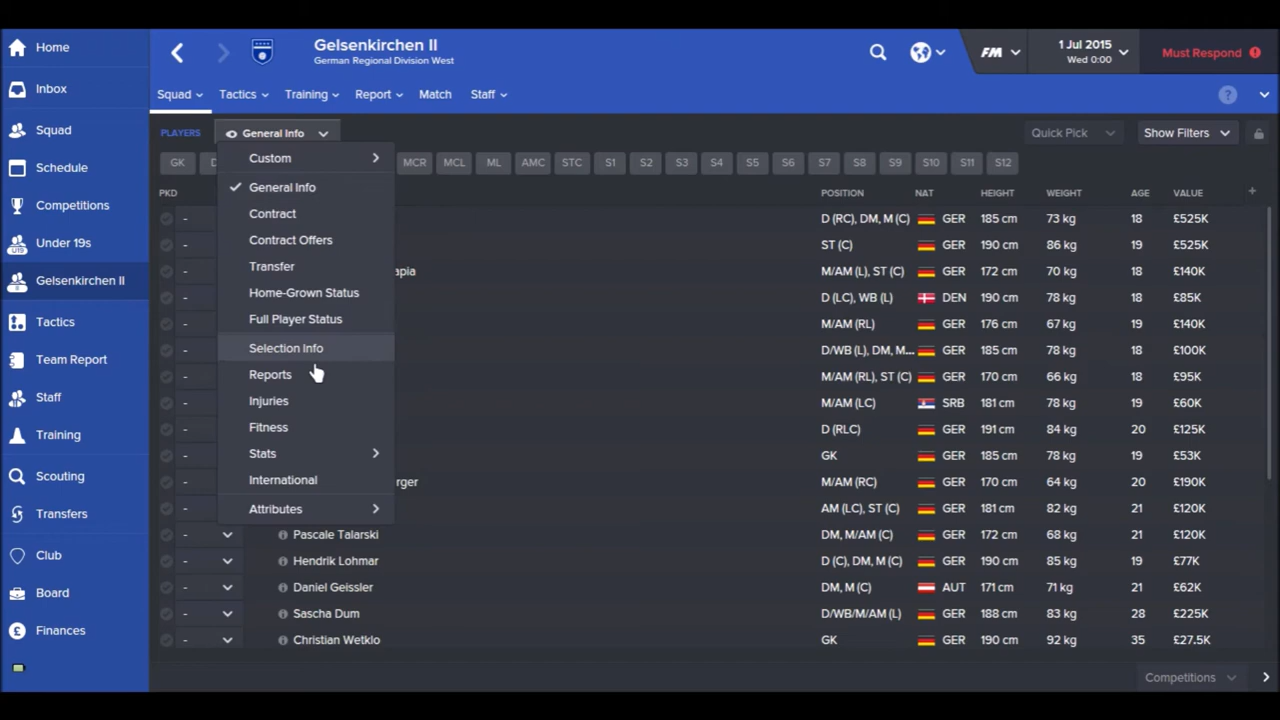 Home
Inbox
Squad
Schedule
Competitions
U19
Under 19s
Gelsenkirchen II
Tactics
Team Report
Staff
Training
Scouting
Transfers
Club
Board
£ Finances
Gelsenkirchen II
German Regional Division West
FM
1 Jul 2015
Wed 0:00
Must Respond
Squad Tactics Training Report Match Staff
?
PLAYERS General Info
Quick Pick Show Filters
GK D MCR MCL ML AMC STC S1 S2 S3 S4 S5 S6 S7 S8 S9 S10 S11 S12
Custom
General Info
Contract
Contract Offers
Transfer
Home-Grown Status
Full Player Status
Selection Info
Reports
Injuries
Fitness
Stats
International
Attributes
PKD POSITION NAT HEIGHT WEIGHT AGE VALUE +
- D (RC), DM, M (C) GER 185 cm 73 kg 18 £525K
- ST (C) GER 190 cm 86 kg 19 £525K
- apia M/AM (L), ST (C) GER 172 cm 70 kg 18 £140K
- D (LC), WB (L) DEN 190 cm 78 kg 18 £85K
- M/AM (RL) GER 176 cm 67 kg 19 £140K
- D/WB (L), DM, M... GER 185 cm 78 kg 18 £100K
- M/AM (RL), ST (C) GER 170 cm 66 kg 18 £95K
- M/AM (LC) SRB 181 cm 78 kg 19 £60K
- D (RLC) GER 191 cm 84 kg 20 £125K
- GK GER 185 cm 78 kg 19 £53K
- rger M/AM (RC) GER 170 cm 64 kg 20 £190K
- AM (LC), ST (C) GER 181 cm 82 kg 21 £120K
- Pascale Talarski DM, M/AM (C) GER 172 cm 68 kg 21 £120K
- Hendrik Lohmar D (C), DM, M (C) GER 190 cm 85 kg 19 £77K
- Daniel Geissler DM, M (C) AUT 171 cm 71 kg 21 £62K
- Sascha Dum D/WB/M/AM (L) GER 188 cm 83 kg 28 £225K
- Christian Wetklo GK GER 190 cm 92 kg 35 £27.5K
Competitions